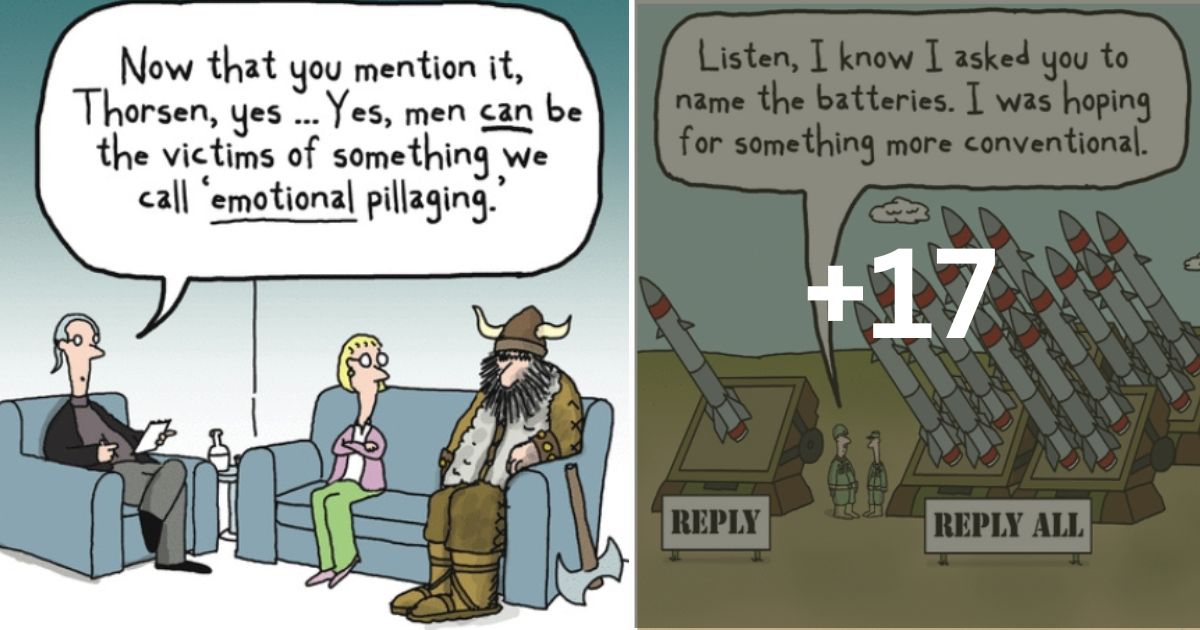 Now that you mention it,
Thorsen, yes ... Yes, men can be
the victims of something we
call 'emotional pillaging.'
Listen, I know I asked you to
name the batteries. I was hoping
for something more conventional.
+17
REPLY
REPLY ALL